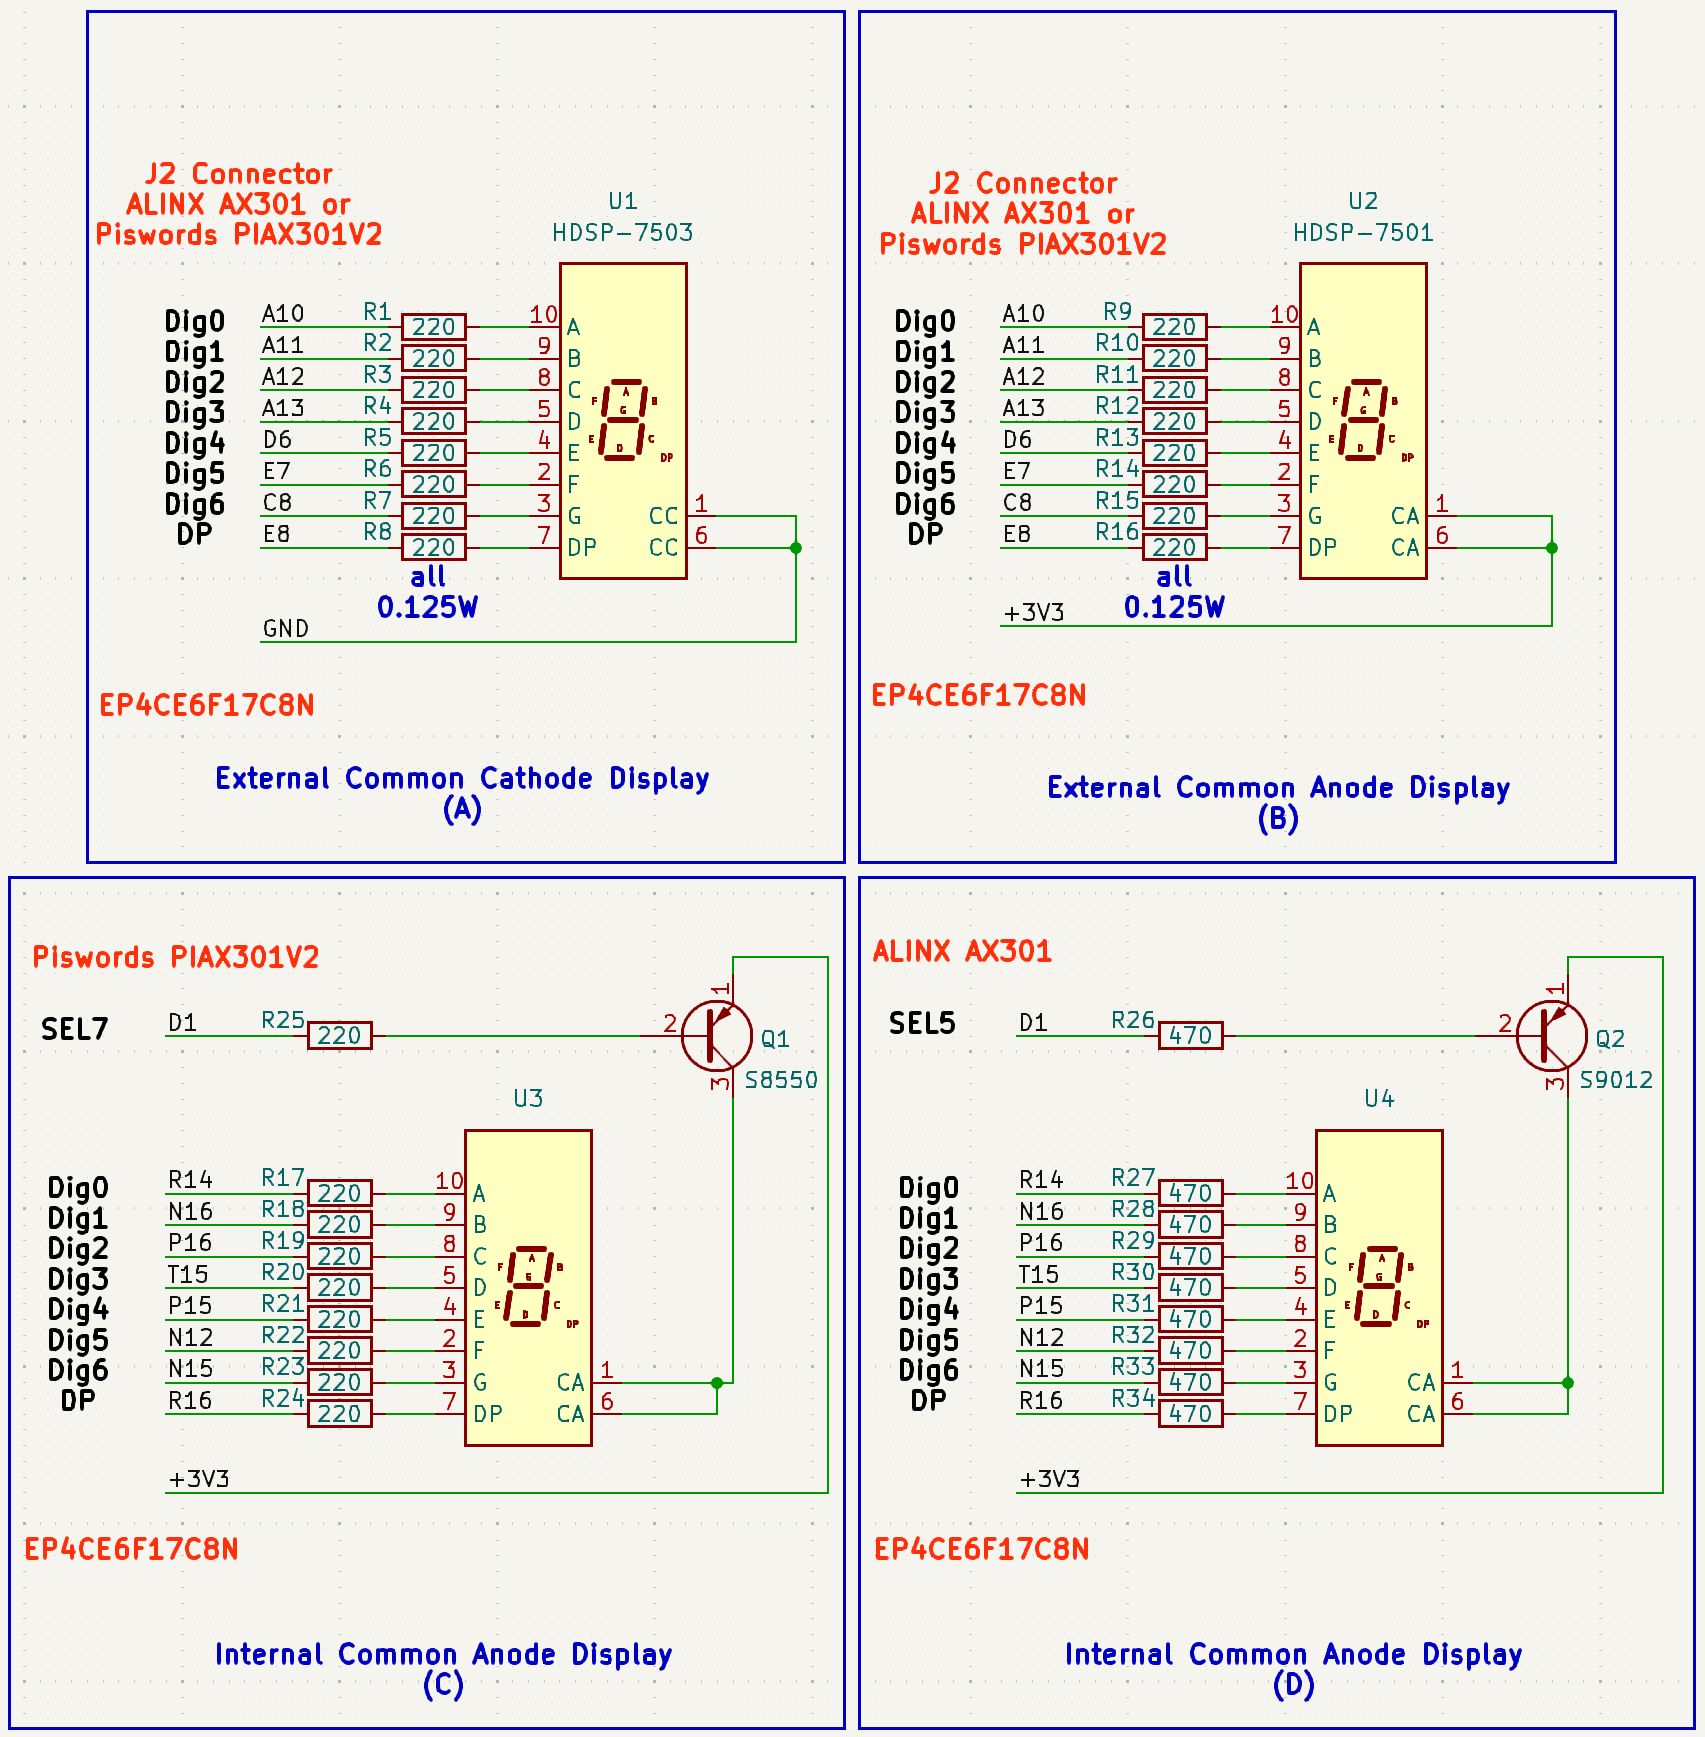 J2 Connector
ALINX AX301 or
Piswords PIAX301V2
U1
HDSP-7503
Dig0 A10 R1 220 10 A
Dig1 A11 R2 220 9 B
Dig2 A12 R3 220 8 C
Dig3 A13 R4 220 5 D
Dig4 D6 R5 220 4 E
Dig5 E7 R6 220 2 F
Dig6 C8 R7 220 3 G CC 1
DP E8 R8 220 7 DP CC 6
A
F B
G
E C
D
DP
all
0.125W
GND
EP4CE6F17C8N
External Common Cathode Display
(A)
J2 Connector
ALINX AX301 or
Piswords PIAX301V2
U2
HDSP-7501
Dig0 A10 R9 220 10 A
Dig1 A11 R10 220 9 B
Dig2 A12 R11 220 8 C
Dig3 A13 R12 220 5 D
Dig4 D6 R13 220 4 E
Dig5 E7 R14 220 2 F
Dig6 C8 R15 220 3 G CA 1
DP E8 R16 220 7 DP CA 6
A
F B
G
E C
D
DP
all
0.125W
+3V3
EP4CE6F17C8N
External Common Anode Display
(B)
Piswords PIAX301V2
SEL7 D1 R25 220 2 1 3 Q1
S8550
U3
Dig0 R14 R17 220 10 A
Dig1 N16 R18 220 9 B
Dig2 P16 R19 220 8 C
Dig3 T15 R20 220 5 D
Dig4 P15 R21 220 4 E
Dig5 N12 R22 220 2 F
Dig6 N15 R23 220 3 G CA 1
DP R16 R24 220 7 DP CA 6
A
F B
G
E C
D
DP
+3V3
EP4CE6F17C8N
Internal Common Anode Display
(C)
ALINX AX301
SEL5 D1 R26 470 2 1 3 Q2
S9012
U4
Dig0 R14 R27 470 10 A
Dig1 N16 R28 470 9 B
Dig2 P16 R29 470 8 C
Dig3 T15 R30 470 5 D
Dig4 P15 R31 470 4 E
Dig5 N12 R32 470 2 F
Dig6 N15 R33 470 3 G CA 1
DP R16 R34 470 7 DP CA 6
A
F B
G
E C
D
DP
+3V3
EP4CE6F17C8N
Internal Common Anode Display
(D)